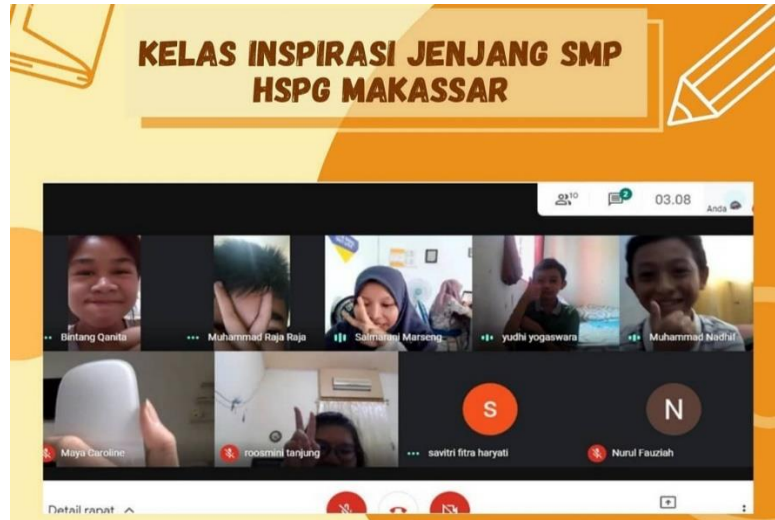 KELAS INSPIRASI JENJANG SMP
HSPG MAKASSAR
10
2
03.08
Anda
Bintang Qanita
Muhammad Raja Raja
Salmarani Marseng
yudhi yogaswara
Muhammad Nadhif
Maya Caroline
roosmini tanjung
S
savitri fitra haryati
N
Nurul Fauziah
Detail rapat